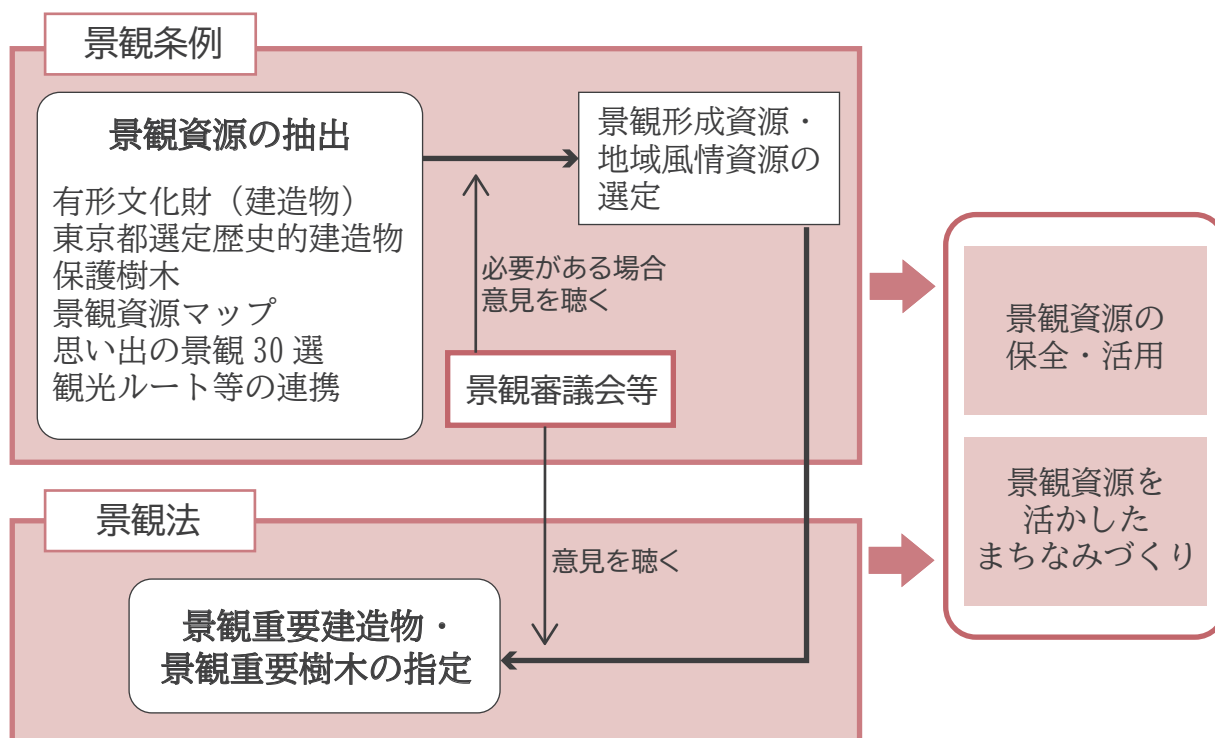 景観条例
景観資源の抽出
有形文化財（建造物）
東京都選定歴史的建造物
保護樹木
景観資源マップ
思い出の景観 30 選
観光ルート等の連携
景観形成資源・
地域風情資源の
選定
必要がある場合
意見を聴く
景観審議会等
景観法
意見を聴く
景観重要建造物・
景観重要樹木の指定
景観資源の
保全・活用
景観資源を
活かした
まちなみづくり